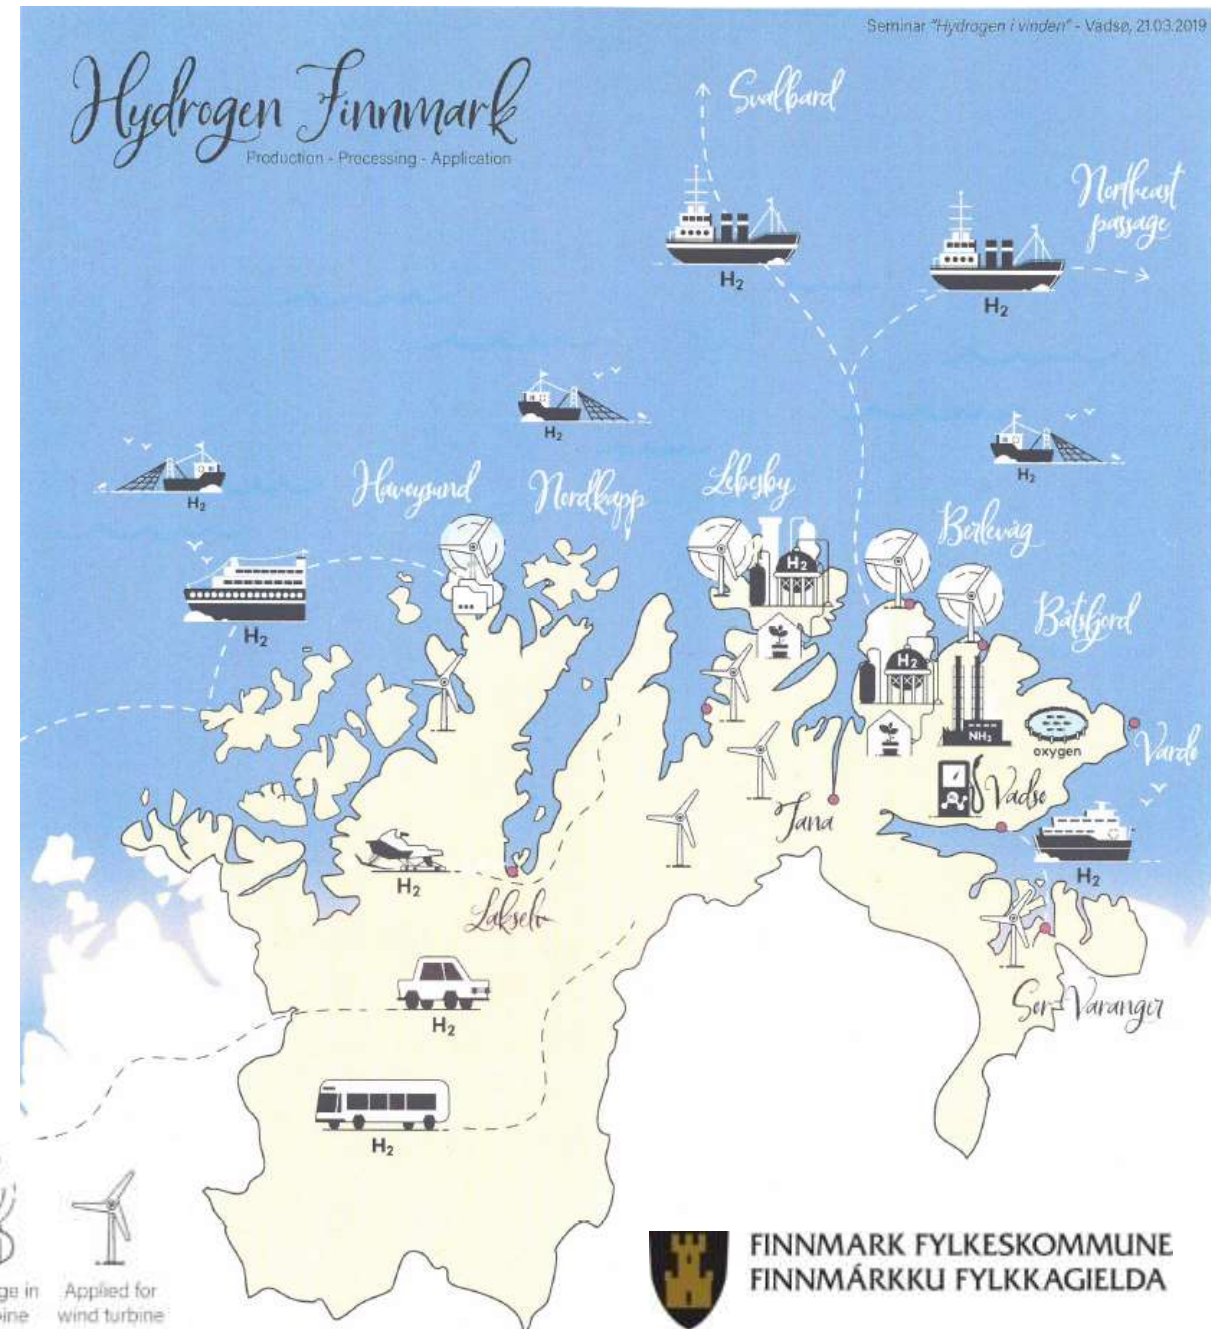 Seminar "Hydrogen i vinden" - Vadsø, 21.03.2019
Hydrogen Finnmark
Production - Processing - Application
Svalbard
Northeast
passage
H2
H2
H2
H2
H2
Havøysund
Nordkapp
Lebesby
Berlevåg
Båtsfjord
H2
H2
H2
NH3
oxygen
Vardø
Vadsø
Tana
H2
H2
Lakselv
H2
Sør-Varanger
H2
ge in
Applied for
wind turbine
FINNMARK FYLKESKOMMUNE
FINNMÁRKKU FYLKKAGIELDA